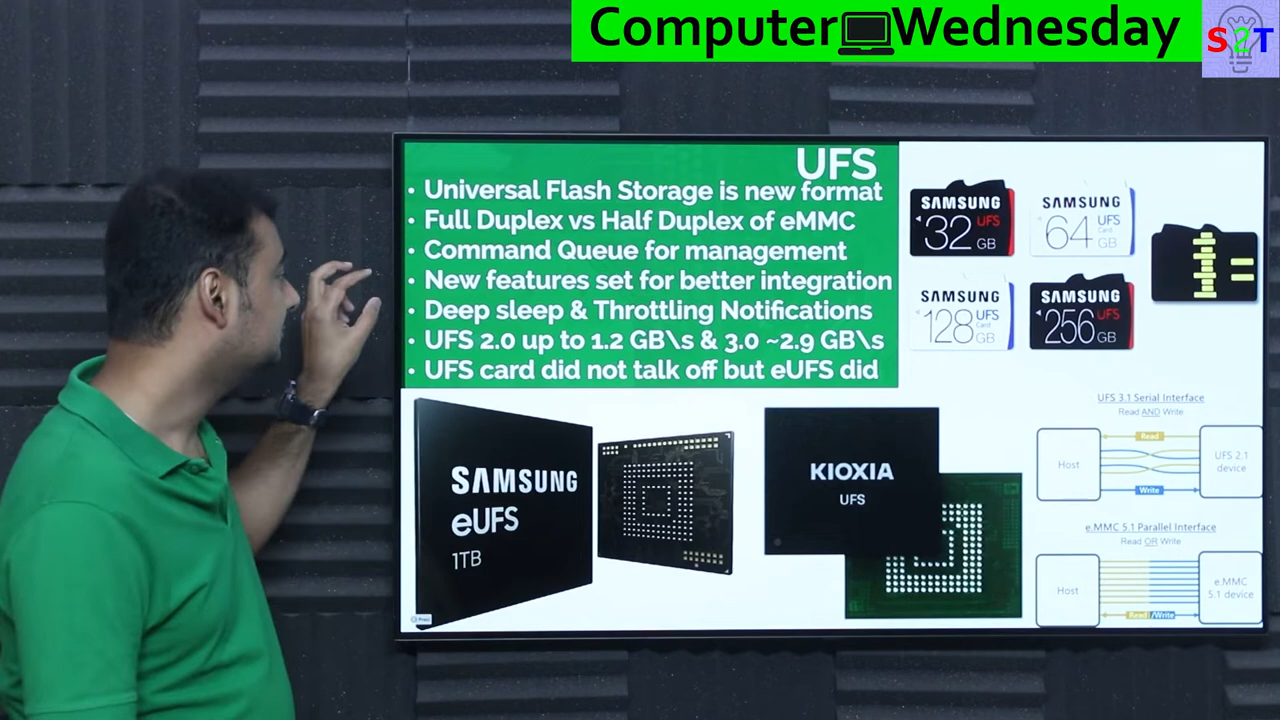 Computer Wednesday
S2T
UFS
• Universal Flash Storage is new format
• Full Duplex vs Half Duplex of eMMC
• Command Queue for management
• New features set for better integration
• Deep sleep & Throttling Notifications
• UFS 2.0 up to 1.2 GB\s & 3.0 ~2.9 GB\s
• UFS card did not talk off but eUFS did
SAMSUNG
32 UFS
GB
SAMSUNG
64 UFS
Card
GB
SAMSUNG
128 UFS
Card
GB
SAMSUNG
256 UFS
GB
SAMSUNG
eUFS
1TB
KIOXIA
UFS
UFS 3.1 Serial Interface
Read AND Write
Host
Read
Write
UFS 2.1
device
e.MMC 5.1 Parallel Interface
Read OR Write
Host
Read/Write
e.MMC
5.1 device
Prezi